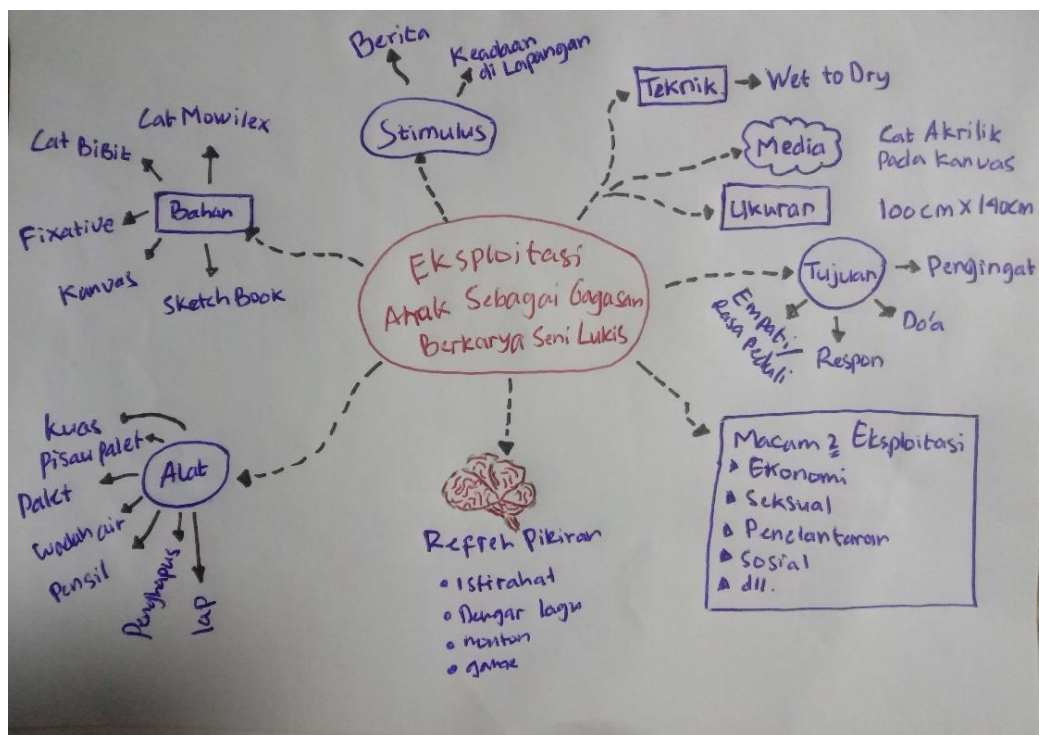 Eksploitasi
Anak Sebagai Gagasan
Berkarya Seni Lukis
Stimulus
Berita
Keadaan
di Lapangan
Teknik
Wet to Dry
Media
Cat Akrilik
pada Kanvas
Ukuran
100cm X 140cm
Tujuan
Pengingat
Do'a
Respon
Empati/
Rasa peduli
Macam2 Eksploitasi
Ekonomi
Seksual
Penelantaran
Sosial
dll.
Refreh Pikiran
Istirahat
Dengar lagu
nonton
game
Alat
kuas
pisau palet
Palet
wadah air
pensil
Penghapus
lap
Bahan
Cat Mowilex
Cat BiBit
Fixative
Kanvas
Sketch Book